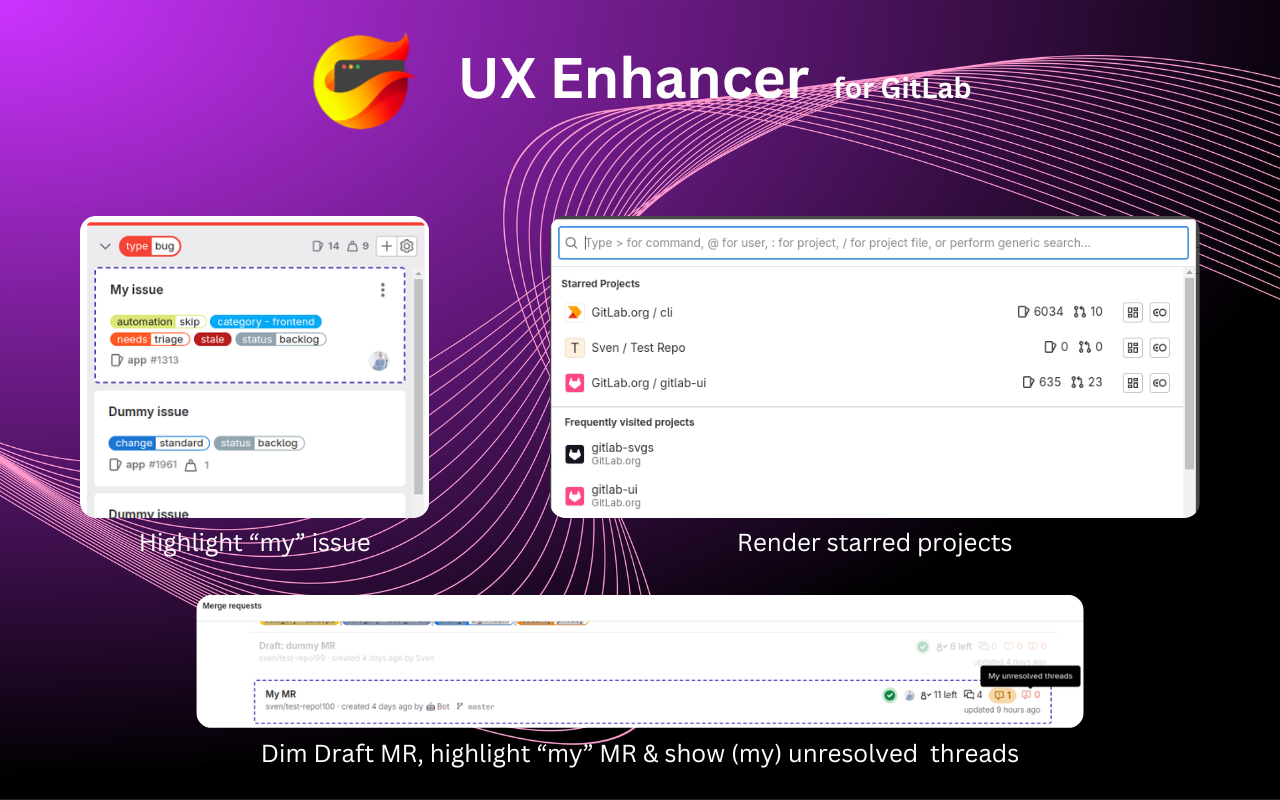 UX Enhancer for GitLab
type bug 14 9
My issue
automation skip category - frontend
needs triage stale status backlog
app #1313
Dummy issue
change standard status backlog
app #1961 1
Dummy issue
Highlight “my” issue
Type > for command, @ for user, : for project, / for project file, or perform generic search...
Starred Projects
GitLab.org / cli 6034 10
T Sven / Test Repo 0 0
GitLab.org / gitlab-ui 635 23
Frequently visited projects
gitlab-svgs
GitLab.org
gitlab-ui
GitLab.org
Render starred projects
Merge requests
Draft: dummy MR 6 left 0 0 0
sven/test-repo!99 · created 4 days ago by Sven updated 4 days ago
My unresolved threads
My MR 11 left 4 1 0
sven/test-repo!100 · created 4 days ago by Bot master updated 9 hours ago
Dim Draft MR, highlight “my” MR & show (my) unresolved threads